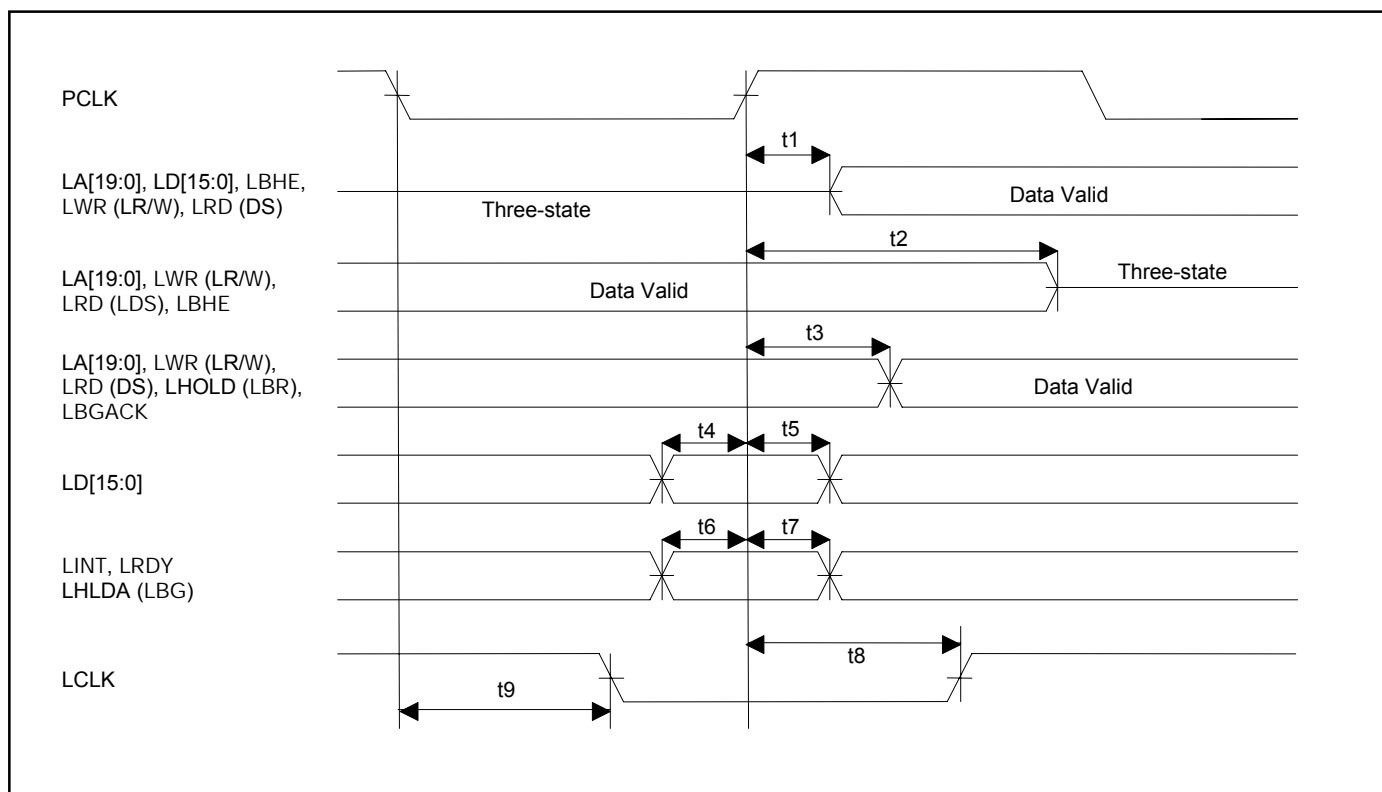 PCLK
t1
LA[19:0], LD[15:0], LBHE,
LWR (LR/W), LRD (DS)
Three-state
Data Valid
t2
LA[19:0], LWR (LR/W),
LRD (LDS), LBHE
Data Valid
Three-state
t3
LA[19:0], LWR (LR/W),
LRD (DS), LHOLD (LBR),
LBGACK
Data Valid
t4
t5
LD[15:0]
t6
t7
LINT, LRDY
LHLDA (LBG)
t8
LCLK
t9